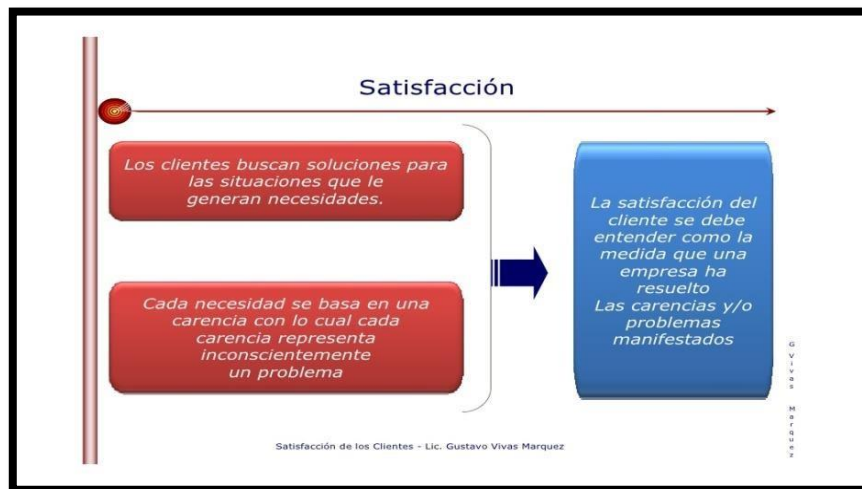 Satisfacción
Los clientes buscan soluciones para
las situaciones que le
generan necesidades.
Cada necesidad se basa en una
carencia con lo cual cada
carencia representa
inconscientemente
un problema
La satisfacción del
cliente se debe
entender como la
medida que una
empresa ha
resuelto
Las carencias y/o
problemas
manifestados
G Vivas Marquez
Satisfacción de los Clientes - Lic. Gustavo Vivas Marquez